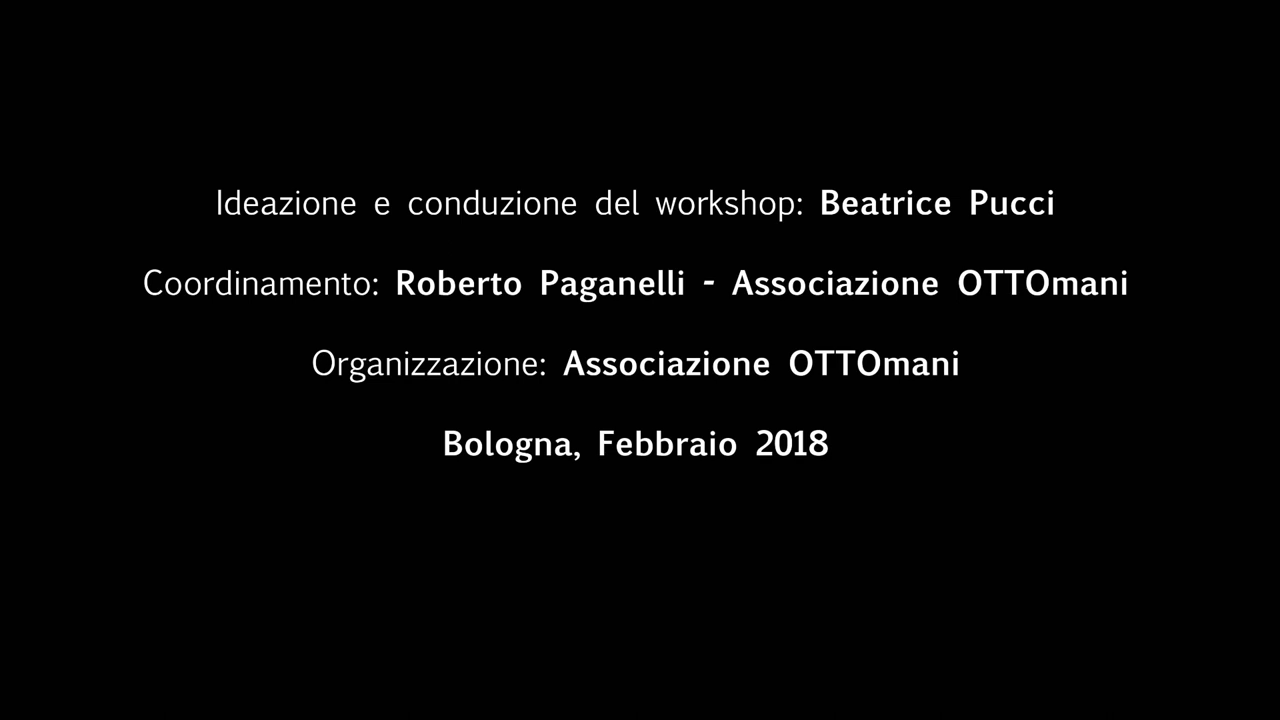 Ideazione e conduzione del workshop: Beatrice Pucci
Coordinamento: Roberto Paganelli - Associazione OTTOmani
Organizzazione: Associazione OTTOmani
Bologna, Febbraio 2018